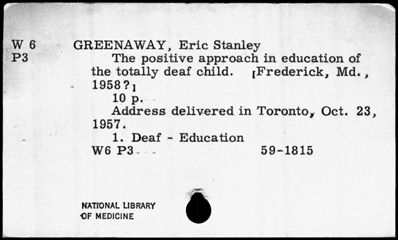 W 6 GREENAWAY, Eric Stanley
P3 The positive approach in education of
the totally deaf child. [Frederick, Md.,
1958?]
10 p.
Address delivered in Toronto, Oct. 23,
1957.
1. Deaf - Education
W6 P3 59-1815
NATIONAL LIBRARY
OF MEDICINE